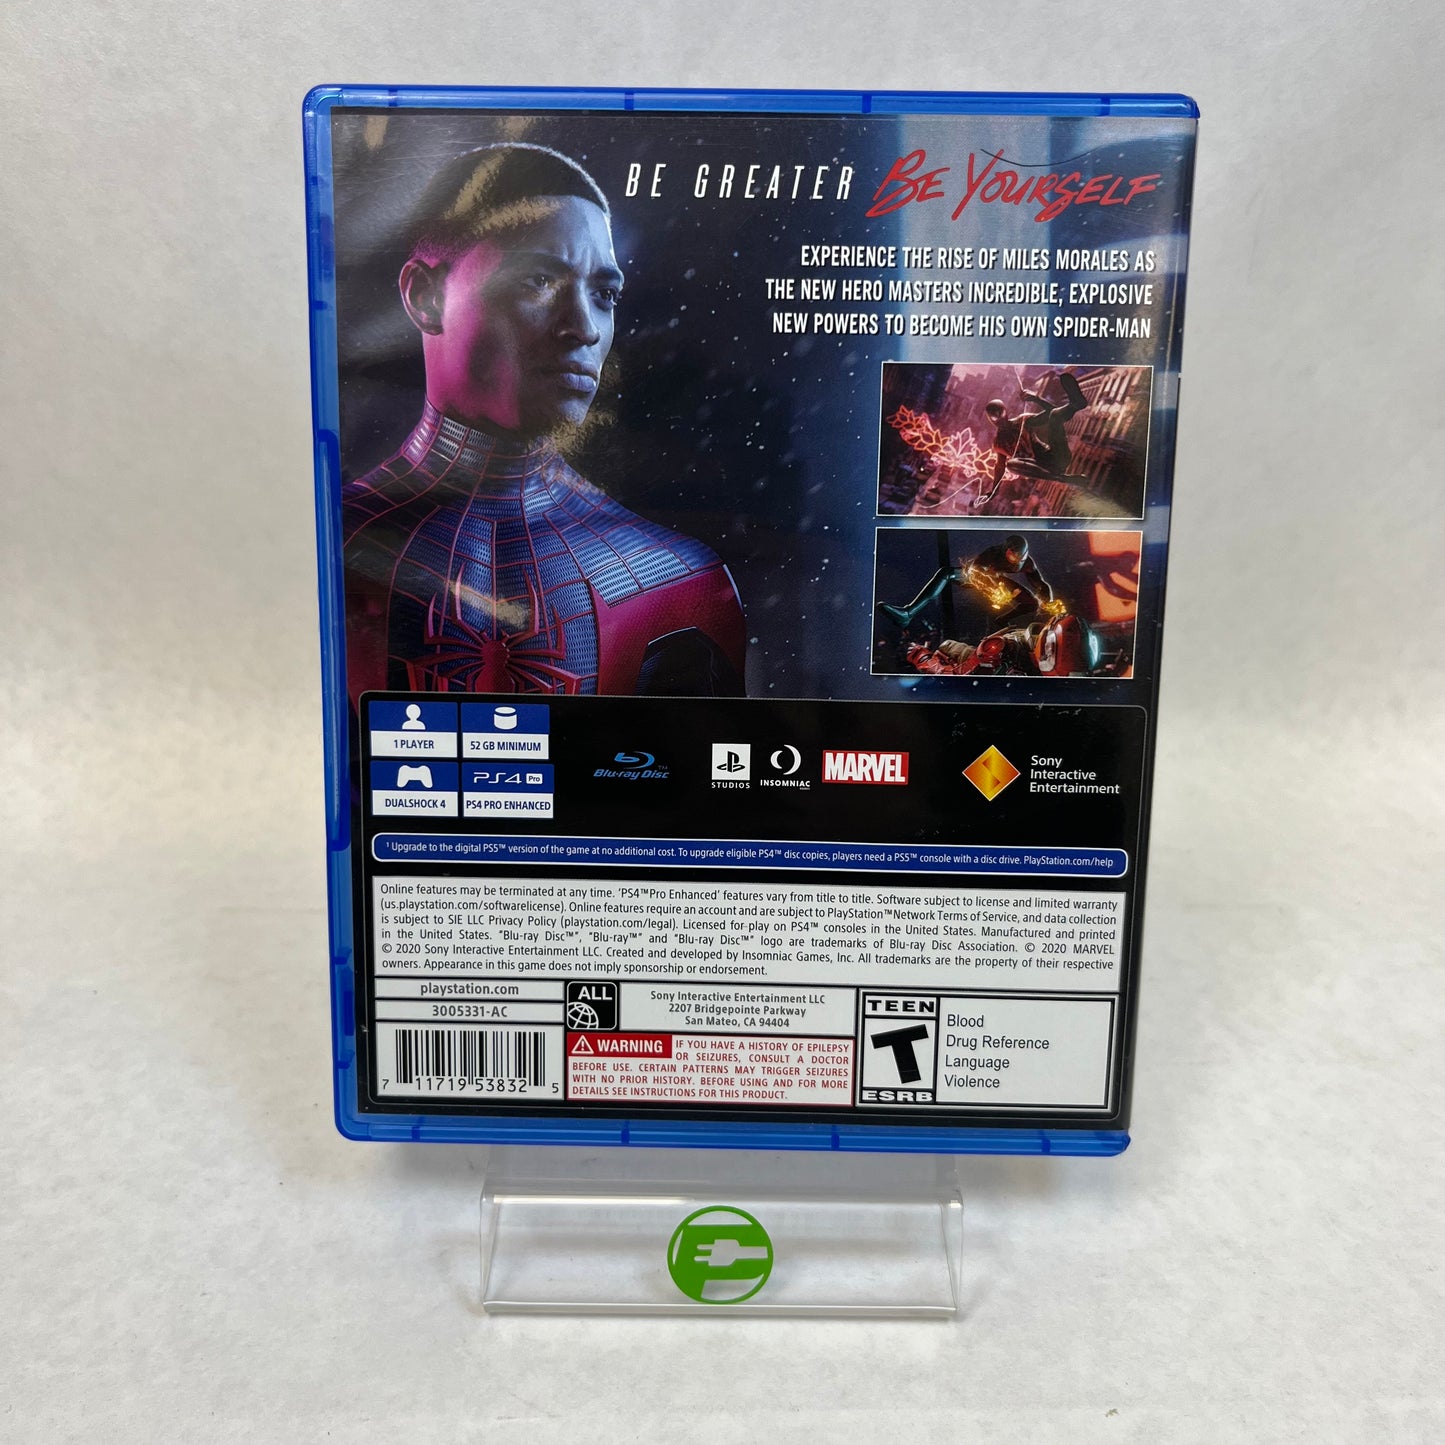 BE GREATER BE YOURSELF
EXPERIENCE THE RISE OF MILES MORALES AS
THE NEW HERO MASTERS INCREDIBLE, EXPLOSIVE
NEW POWERS TO BECOME HIS OWN SPIDER-MAN
1 PLAYER
52 GB MINIMUM
DUALSHOCK 4
PS4 Pro
PS4 PRO ENHANCED
Blu-ray Disc™
STUDIOS
INSOMNIAC
GAMES
MARVEL
Sony
Interactive
Entertainment
¹ Upgrade to the digital PS5™ version of the game at no additional cost. To upgrade eligible PS4™ disc copies, players need a PS5™ console with a disc drive. PlayStation.com/help
Online features may be terminated at any time. 'PS4™Pro Enhanced' features vary from title to title. Software subject to license and limited warranty
(us.playstation.com/softwarelicense). Online features require an account and are subject to PlayStation™Network Terms of Service, and data collection
is subject to SIE LLC Privacy Policy (playstation.com/legal). Licensed for play on PS4™ consoles in the United States. Manufactured and printed
in the United States. "Blu-ray Disc™", "Blu-ray™" and "Blu-ray Disc™" logo are trademarks of Blu-ray Disc Association. © 2020 MARVEL
© 2020 Sony Interactive Entertainment LLC. Created and developed by Insomniac Games, Inc. All trademarks are the property of their respective
owners. Appearance in this game does not imply sponsorship or endorsement.
playstation.com
3005331-AC
7 11719 53832 5
ALL
Sony Interactive Entertainment LLC
2207 Bridgepointe Parkway
San Mateo, CA 94404
WARNING IF YOU HAVE A HISTORY OF EPILEPSY
OR SEIZURES, CONSULT A DOCTOR
BEFORE USE. CERTAIN PATTERNS MAY TRIGGER SEIZURES
WITH NO PRIOR HISTORY. BEFORE USING AND FOR MORE
DETAILS SEE INSTRUCTIONS FOR THIS PRODUCT.
TEEN
T
ESRB
Blood
Drug Reference
Language
Violence